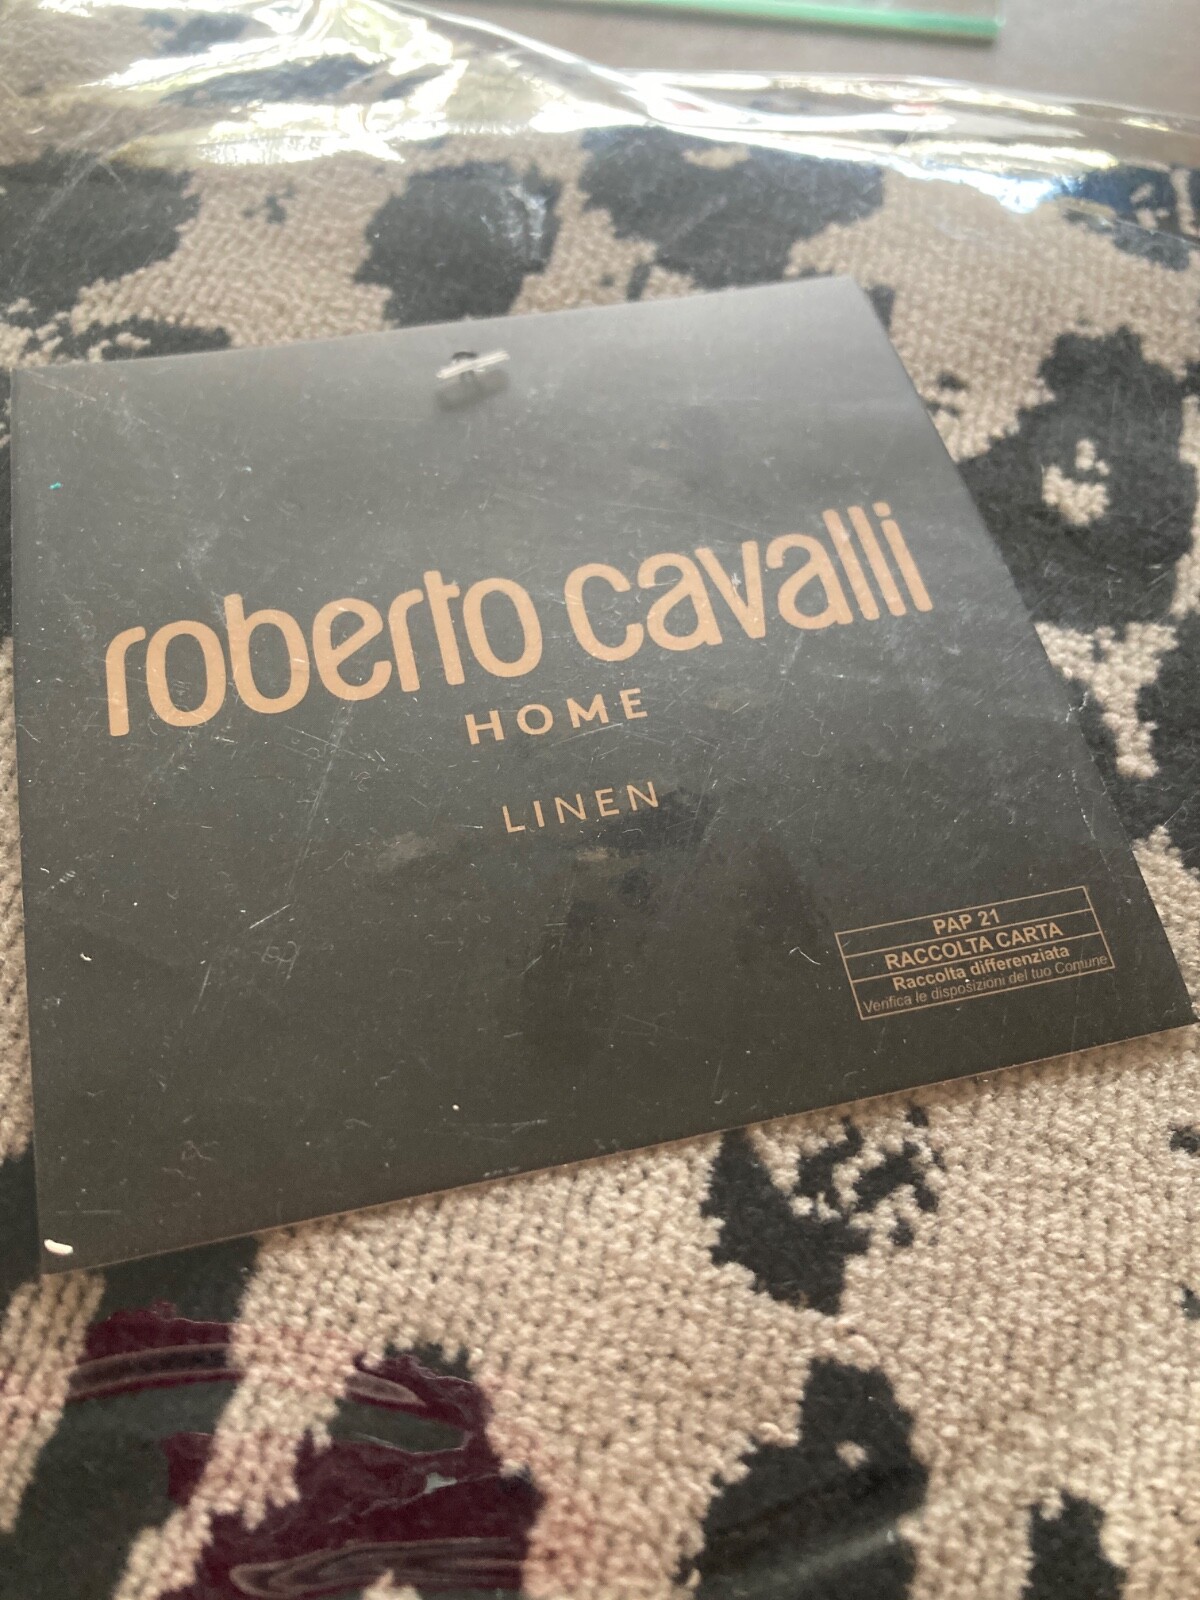 roberto cavalli
HOME
LINEN
PAP 21
RACCOLTA CARTA
Raccolta differenziata
Verifica le disposizioni del tuo Comune